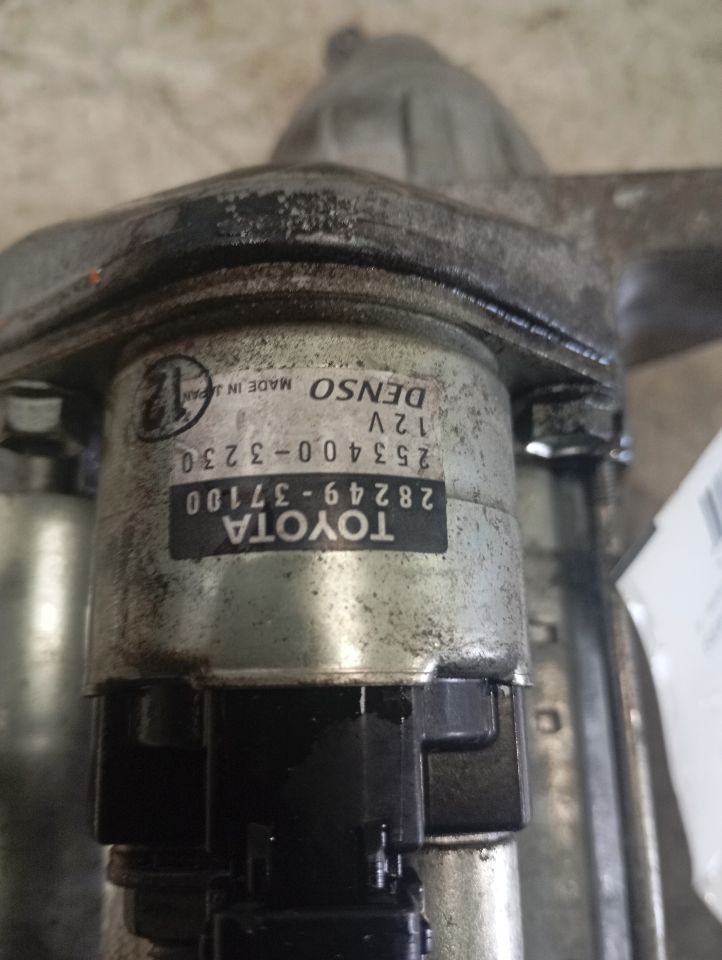 TOYOTA
28249-37100
253400-3230
12V
DENSO MADE IN JAPAN
12